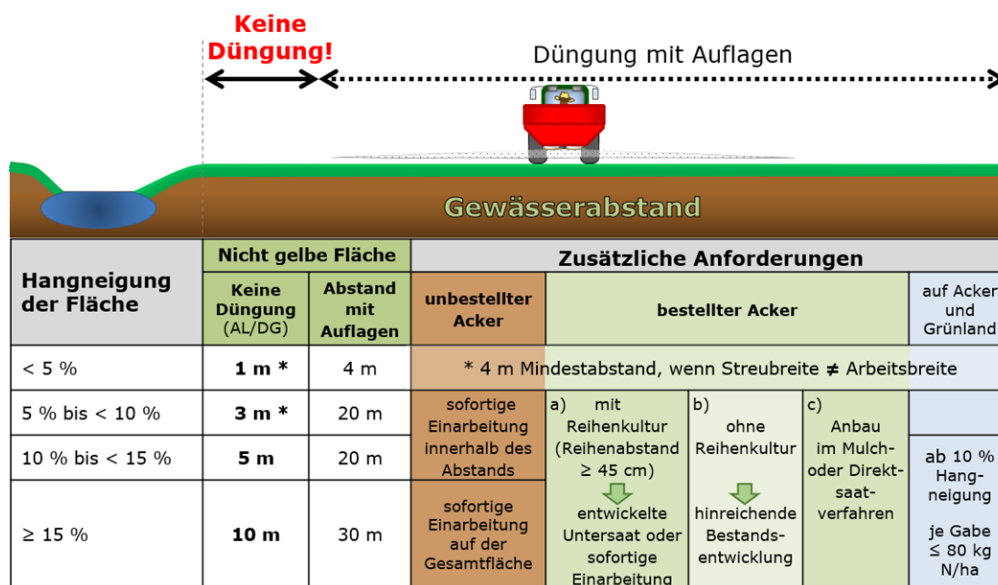 Keine
Düngung!
Düngung mit Auflagen
Gewässerabstand
Hangneigung
der Fläche
Nicht gelbe Fläche
Zusätzliche Anforderungen
Keine
Düngung
(AL/DG)
Abstand
mit
Auflagen
unbestellter
Acker
bestellter Acker
auf Acker
und
Grünland
< 5 %
1 m *
4 m
* 4 m Mindestabstand, wenn Streubreite ≠ Arbeitsbreite
5 % bis < 10 %
3 m *
20 m
10 % bis < 15 %
5 m
20 m
≥ 15 %
10 m
30 m
sofortige
Einarbeitung
innerhalb des
Abstands
sofortige
Einarbeitung
auf der
Gesamtfläche
a) mit
Reihenkultur
(Reihenabstand
≥ 45 cm)
entwickelte
Untersaat oder
sofortige
Einarbeitung
b)
ohne
Reihenkultur
hinreichende
Bestands-
entwicklung
c)
Anbau
im Mulch-
oder Direkt-
saat-
verfahren
ab 10 %
Hang-
neigung
je Gabe
≤ 80 kg
N/ha